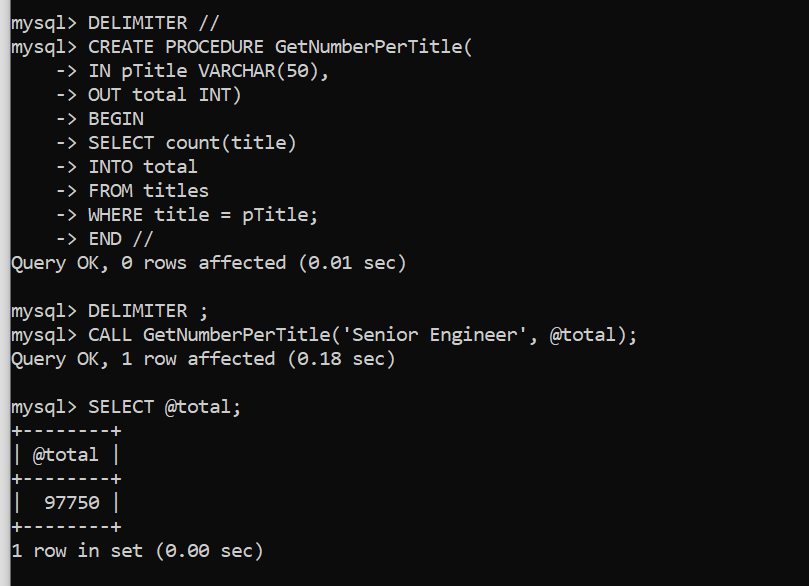 mysql> DELIMITER //
mysql> CREATE PROCEDURE GetNumberPerTitle(
    -> IN pTitle VARCHAR(50),
    -> OUT total INT)
    -> BEGIN
    -> SELECT count(title)
    -> INTO total
    -> FROM titles
    -> WHERE title = pTitle;
    -> END //
Query OK, 0 rows affected (0.01 sec)

mysql> DELIMITER ;
mysql> CALL GetNumberPerTitle('Senior Engineer', @total);
Query OK, 1 row affected (0.18 sec)

mysql> SELECT @total;
+--------+
| @total |
+--------+
|  97750 |
+--------+
1 row in set (0.00 sec)